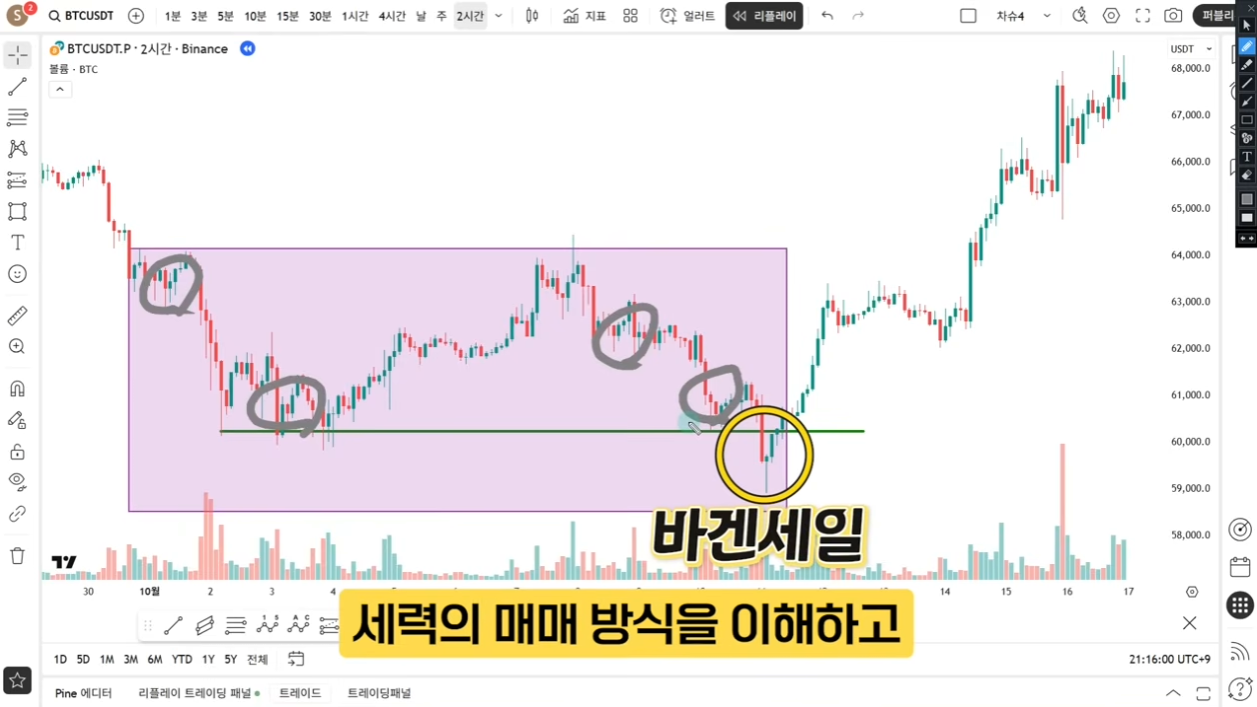 S 2 BTCUSDT 1분 3분 5분 10분 15분 30분 1시간 4시간 날 주 2시간 지표 얼러트 리플레이 차슈4 퍼블리
BTCUSDT.P · 2시간 · Binance
볼륨 · BTC
USDT
68,000.0
67,000.0
66,000.0
65,000.0
64,000.0
63,000.0
62,000.0
61,000.0
60,000.0
59,000.0
58,000.0
바겐세일
30 10월 2 3 4 14 15 16 17
세력의 매매 방식을 이해하고
1D 5D 1M 3M 6M YTD 1Y 5Y 전체 21:16:00 UTC+9
Pine 에디터 리플레이 트레이딩 패널 트레이드 트레이딩패널